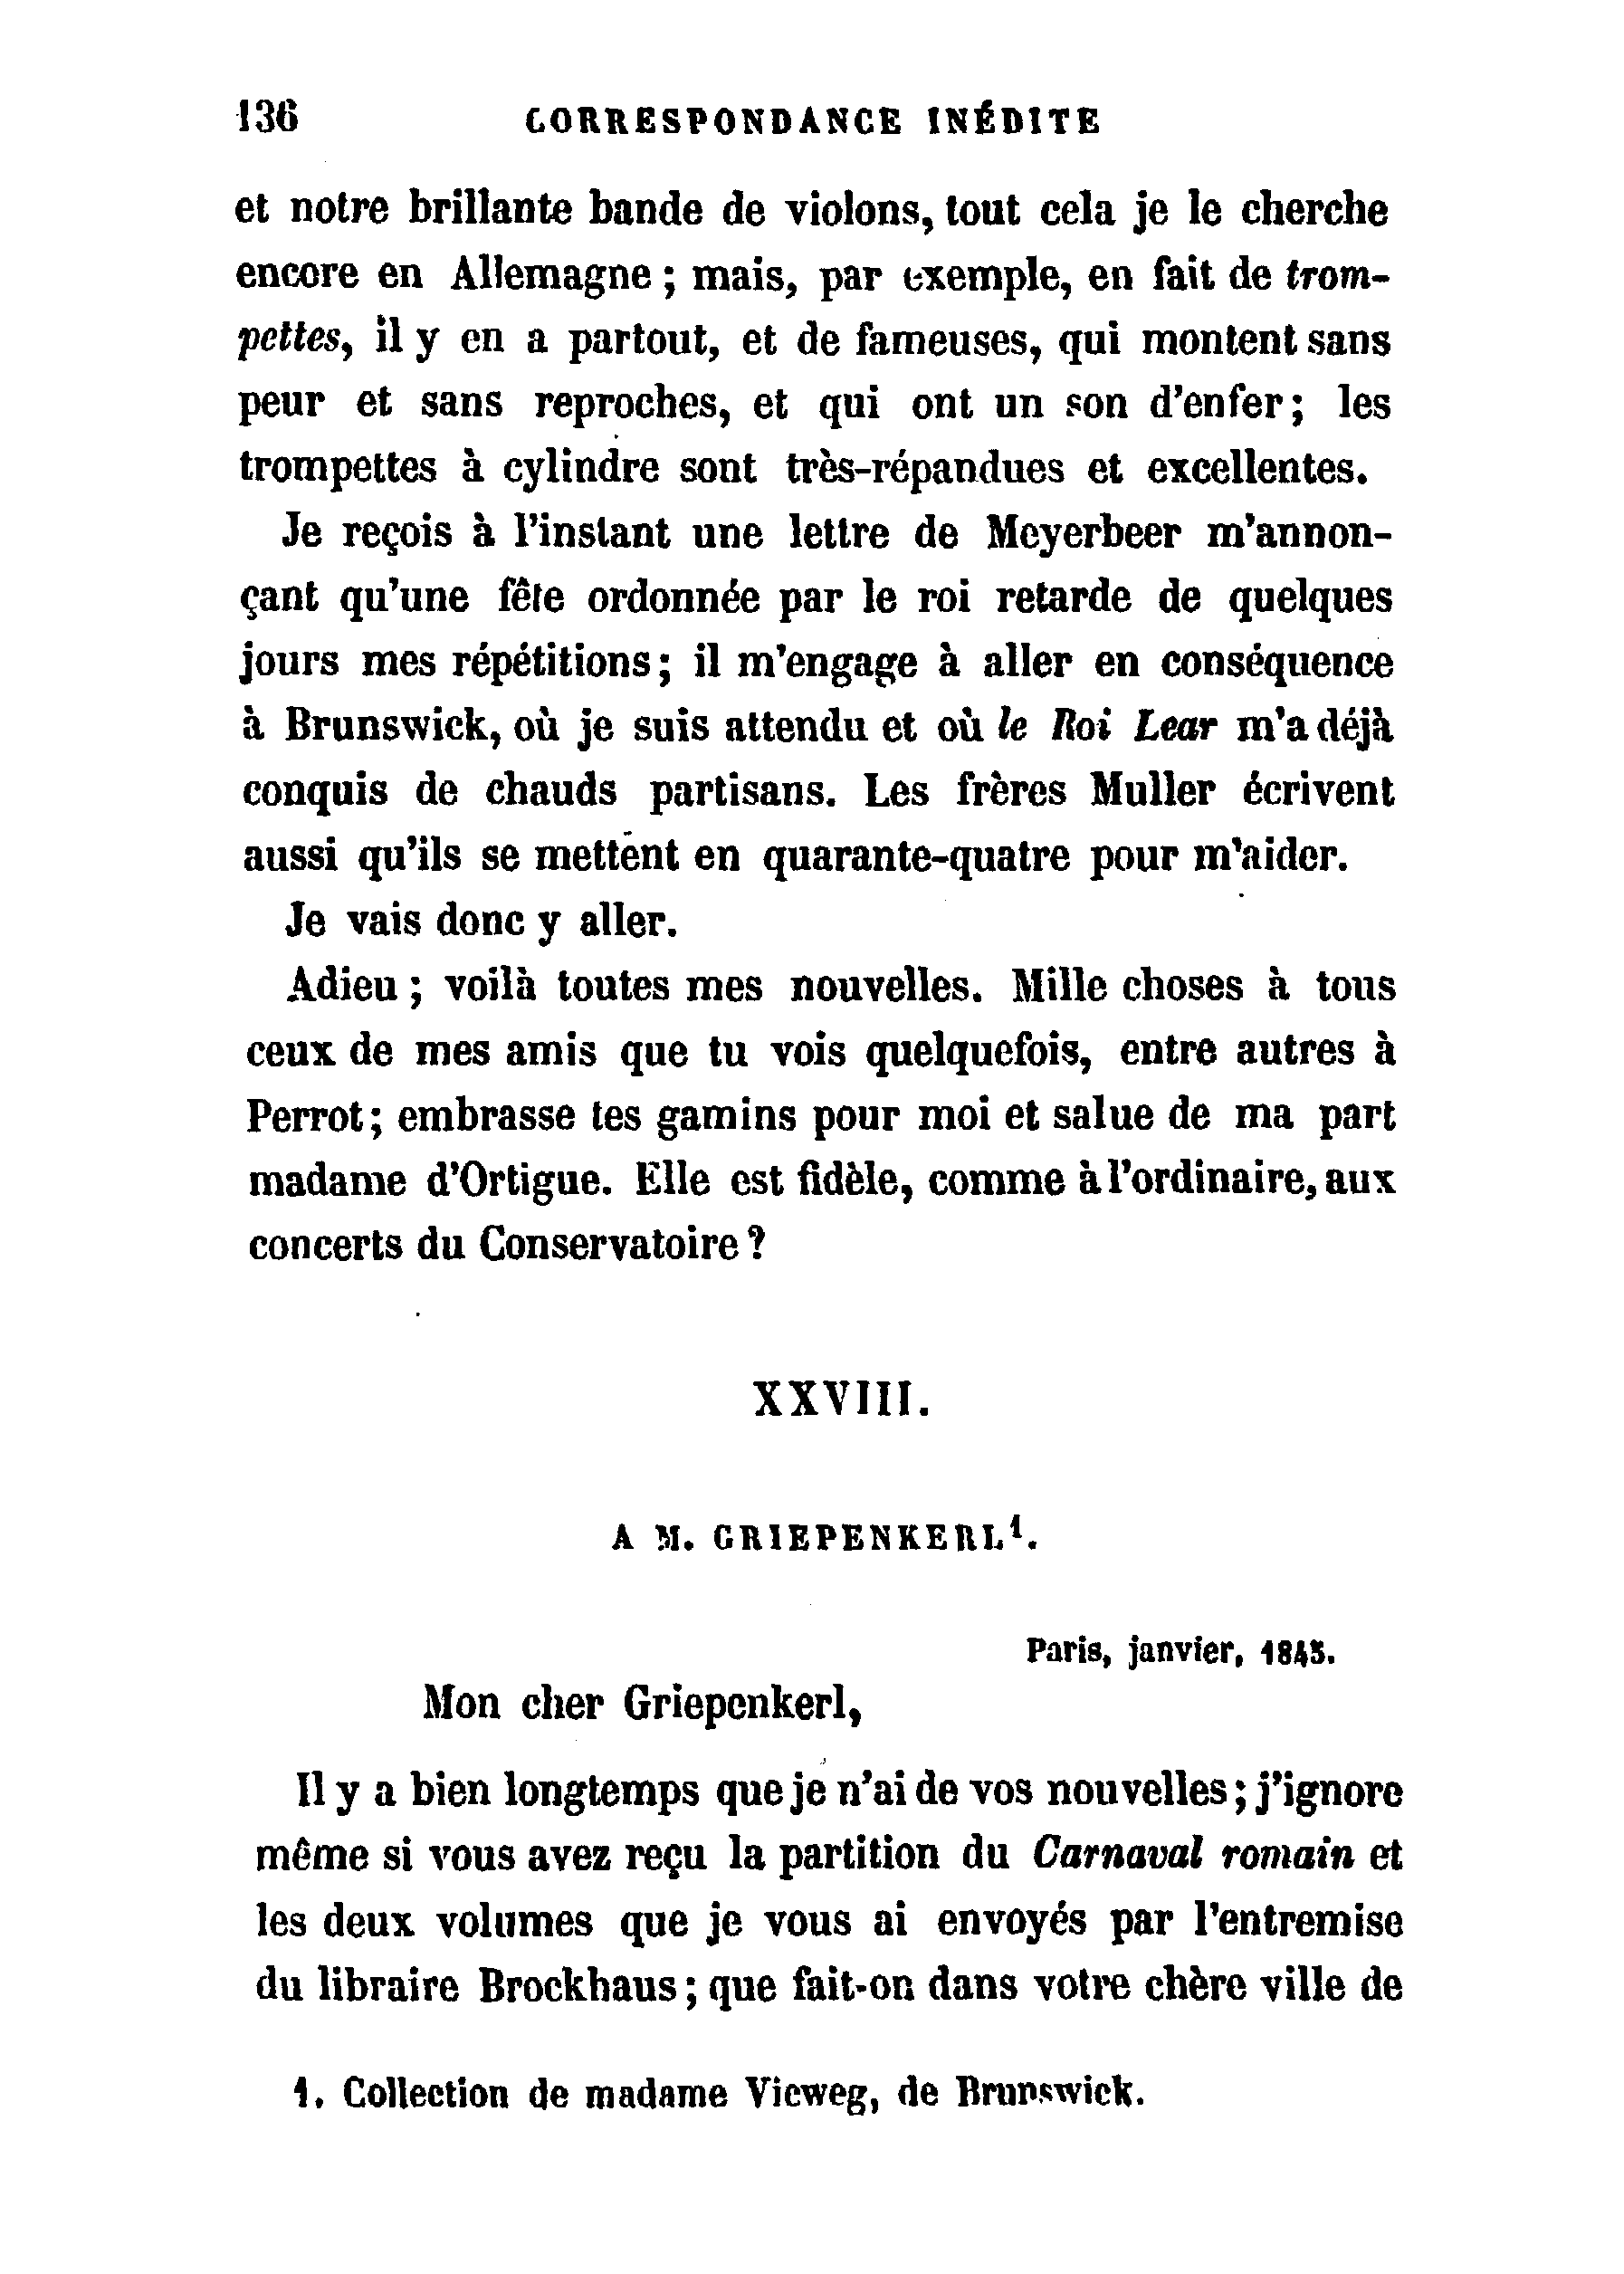 136 CORRESPONDANCE INÉDITE
et notre brillante bande de violons, tout cela je le cherche
encore en Allemagne ; mais, par exemple, en fait de trom-
pettes, il y en a partout, et de fameuses, qui montent sans
peur et sans reproches, et qui ont un son d'enfer ; les
trompettes à cylindre sont très-répandues et excellentes.
Je reçois à l'instant une lettre de Meyerbeer m'annon-
çant qu'une fête ordonnée par le roi retarde de quelques
jours mes répétitions ; il m'engage à aller en conséquence
à Brunswick, où je suis attendu et où le Roi Lear m'a déjà
conquis de chauds partisans. Les frères Muller écrivent
aussi qu'ils se mettent en quarante-quatre pour m'aider.
Je vais donc y aller.
Adieu ; voilà toutes mes nouvelles. Mille choses à tous
ceux de mes amis que tu vois quelquefois, entre autres à
Perrot ; embrasse tes gamins pour moi et salue de ma part
madame d'Ortigue. Elle est fidèle, comme à l'ordinaire, aux
concerts du Conservatoire ?
XXVIII.
A M. GRIEPENKERL¹.
Paris, janvier, 1845.
Mon cher Griepenkerl,
Il y a bien longtemps que je n'ai de vos nouvelles ; j'ignore
même si vous avez reçu la partition du Carnaval romain et
les deux volumes que je vous ai envoyés par l'entremise
du libraire Brockhaus ; que fait-on dans votre chère ville de
1. Collection de madame Vieweg, de Brunswick.